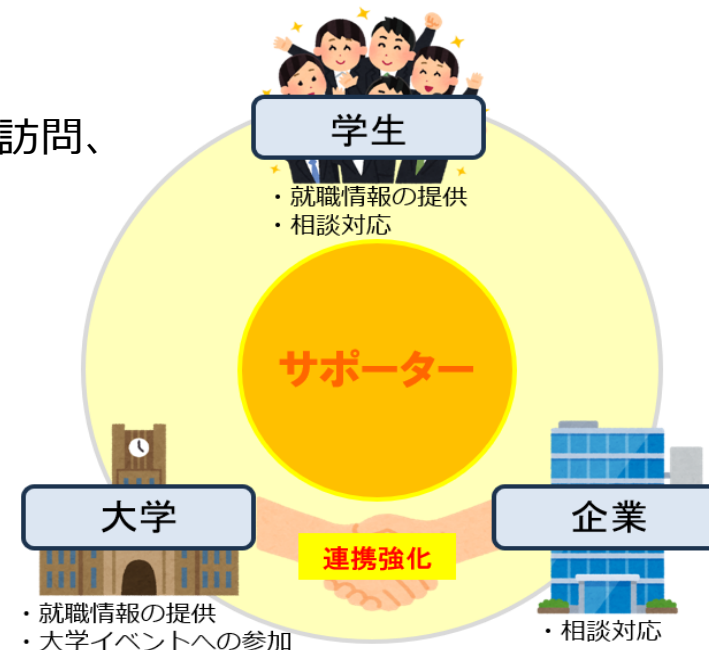 訪問、
学生
・就職情報の提供
・相談対応
サポーター
大学
企業
連携強化
・就職情報の提供
・大学イベントへの参加
・相談対応